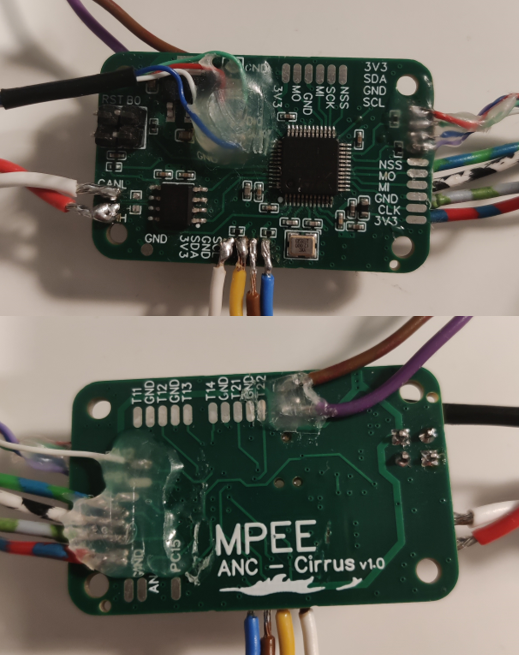 GND
3V3
MO
GND
MI
SCK
NSS
3V3
SDA
GND
SCL
RST B0
CANL
NSS
MO
MI
GND
CLK
3V3
GND
3V3
SDA
GND
T11
GND
T12
GND
T13
T14
GND
T21
GND
T22
GND
AN
PC15
MPEE
ANC - Cirrus v1.0